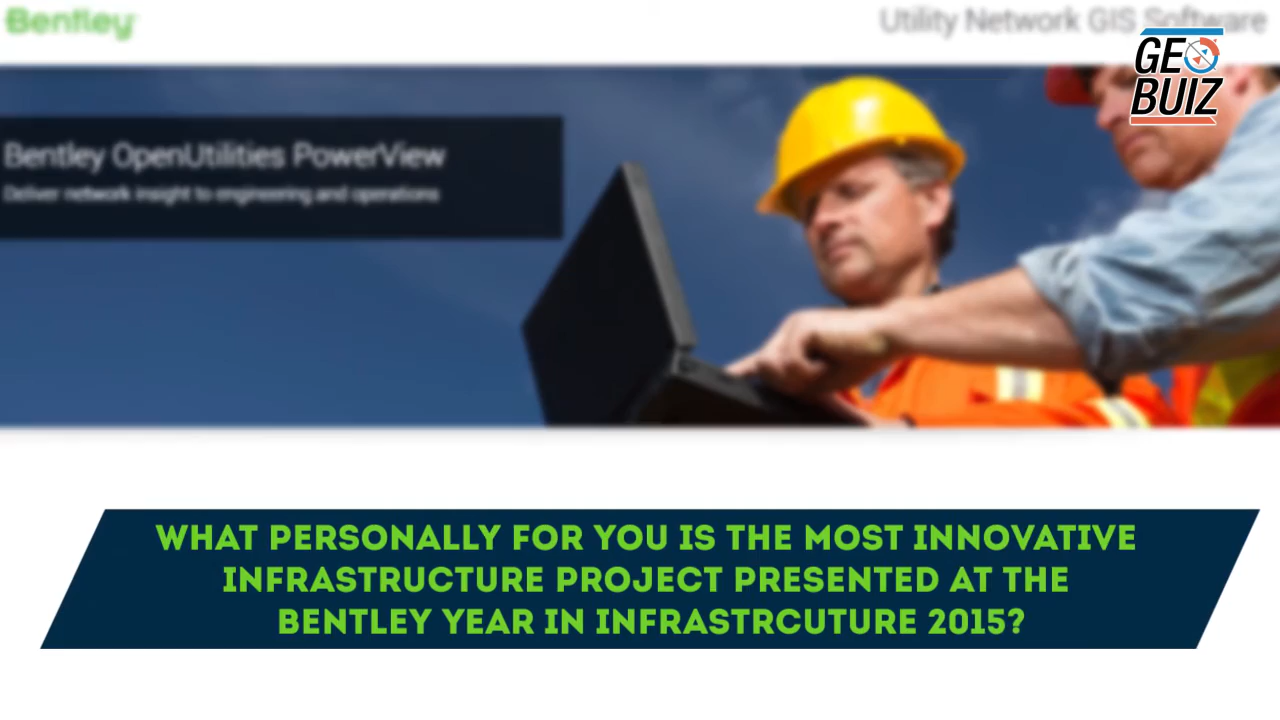 Bentley
Utility Network GIS Software
GEO
BUIZ
Bentley OpenUtilities PowerView
Deliver network insight to engineering and operations
WHAT PERSONALLY FOR YOU IS THE MOST INNOVATIVE
INFRASTRUCTURE PROJECT PRESENTED AT THE
BENTLEY YEAR IN INFRASTRCUTURE 2015?